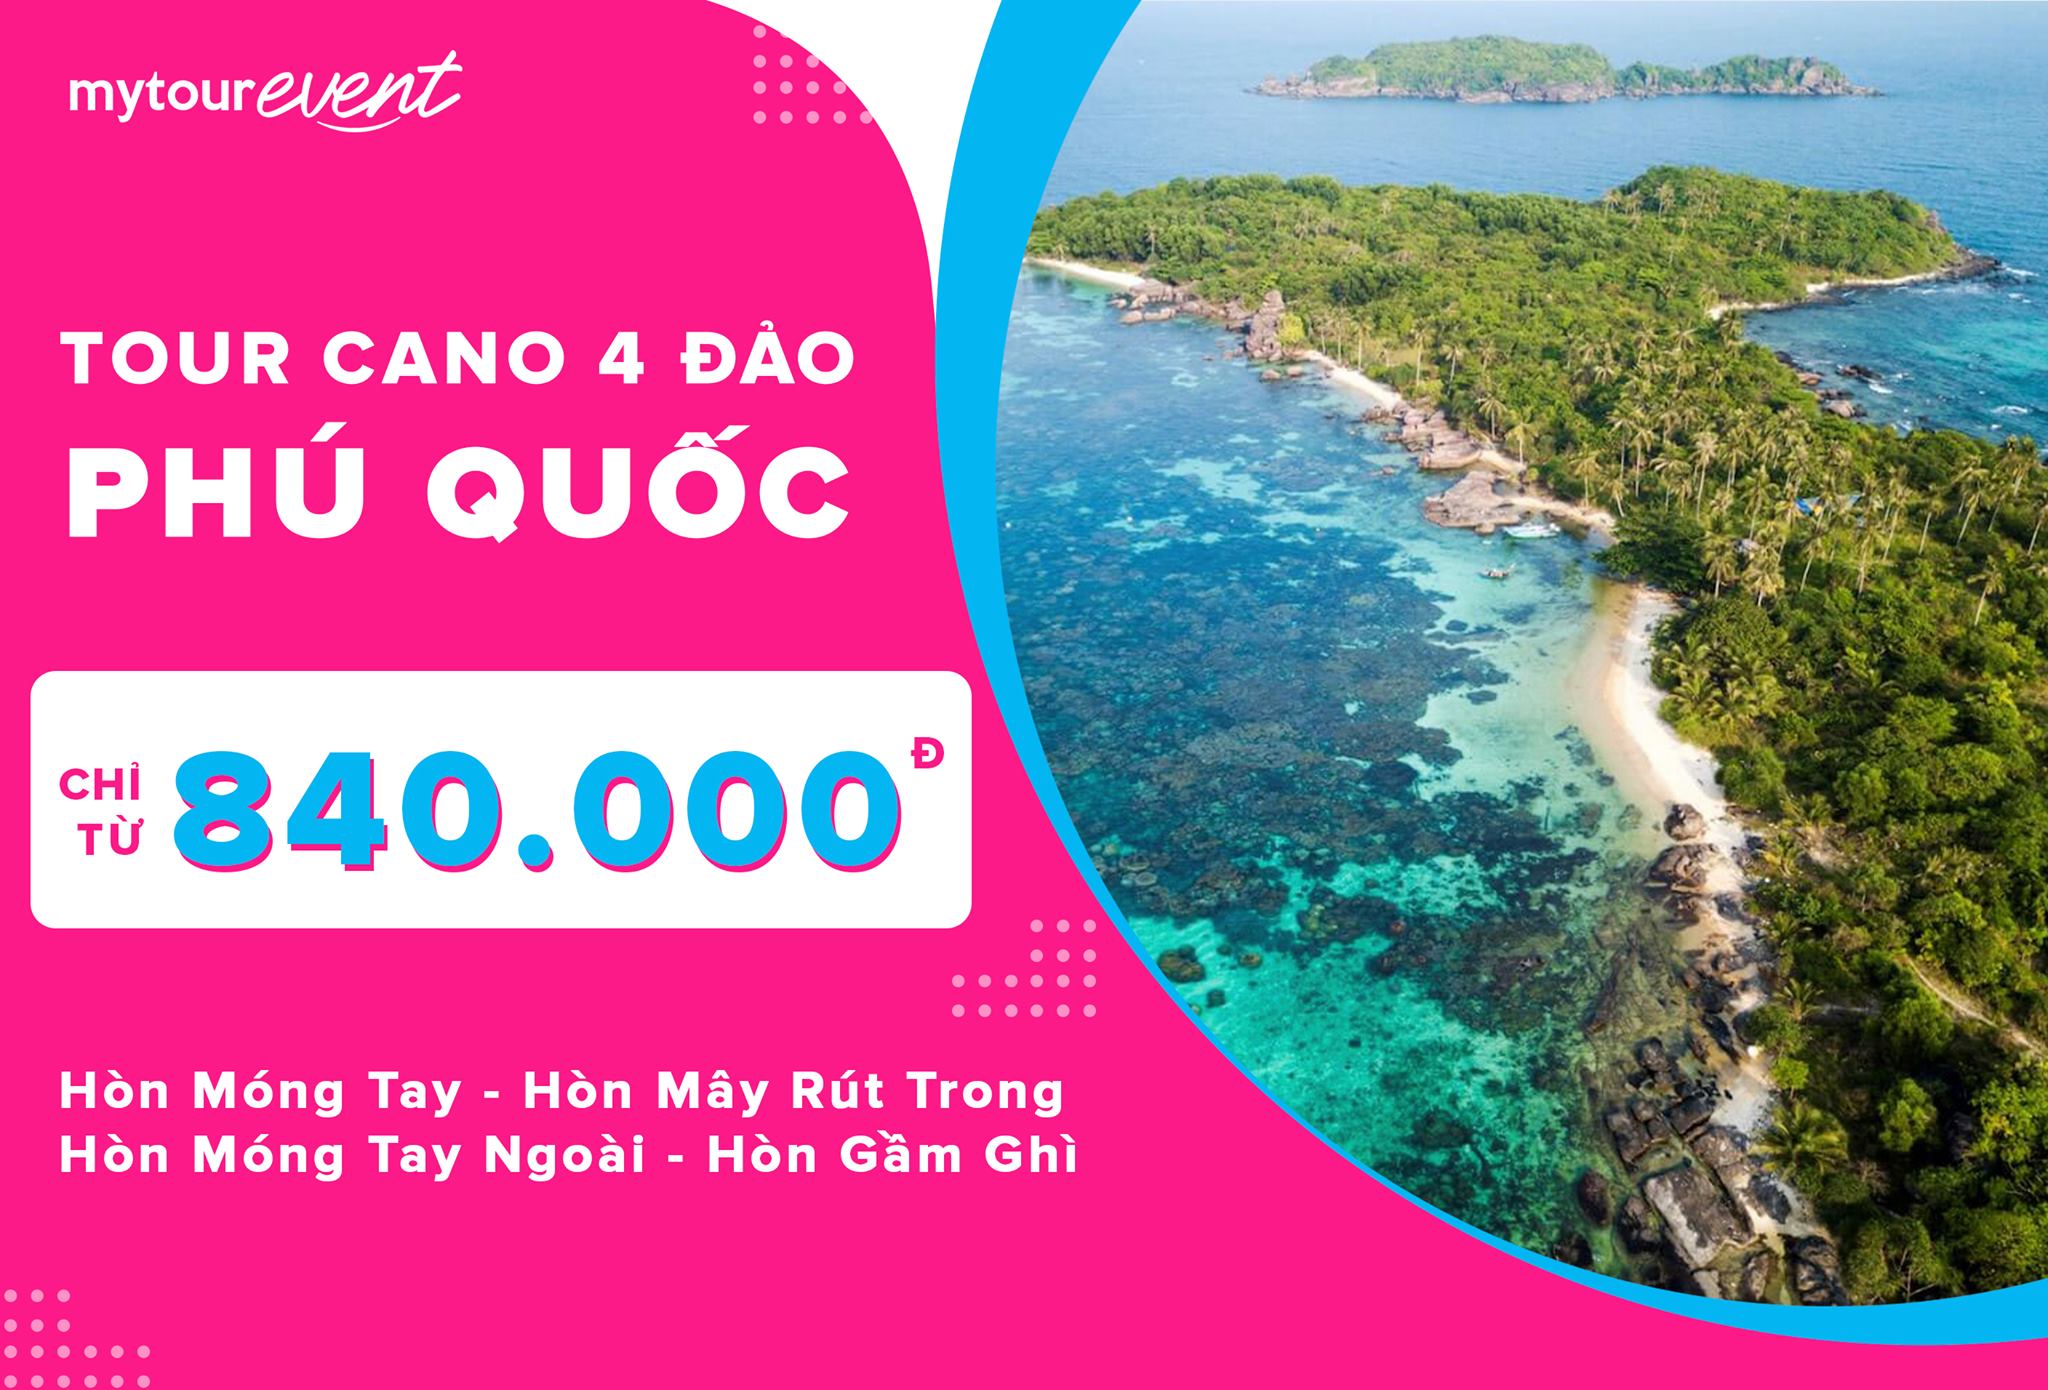 mytourevent
TOUR CANO 4 ĐẢO
PHÚ QUỐC
CHỈ TỪ 840.000Đ
Hòn Móng Tay - Hòn Mây Rút Trong
Hòn Móng Tay Ngoài - Hòn Gầm Ghì